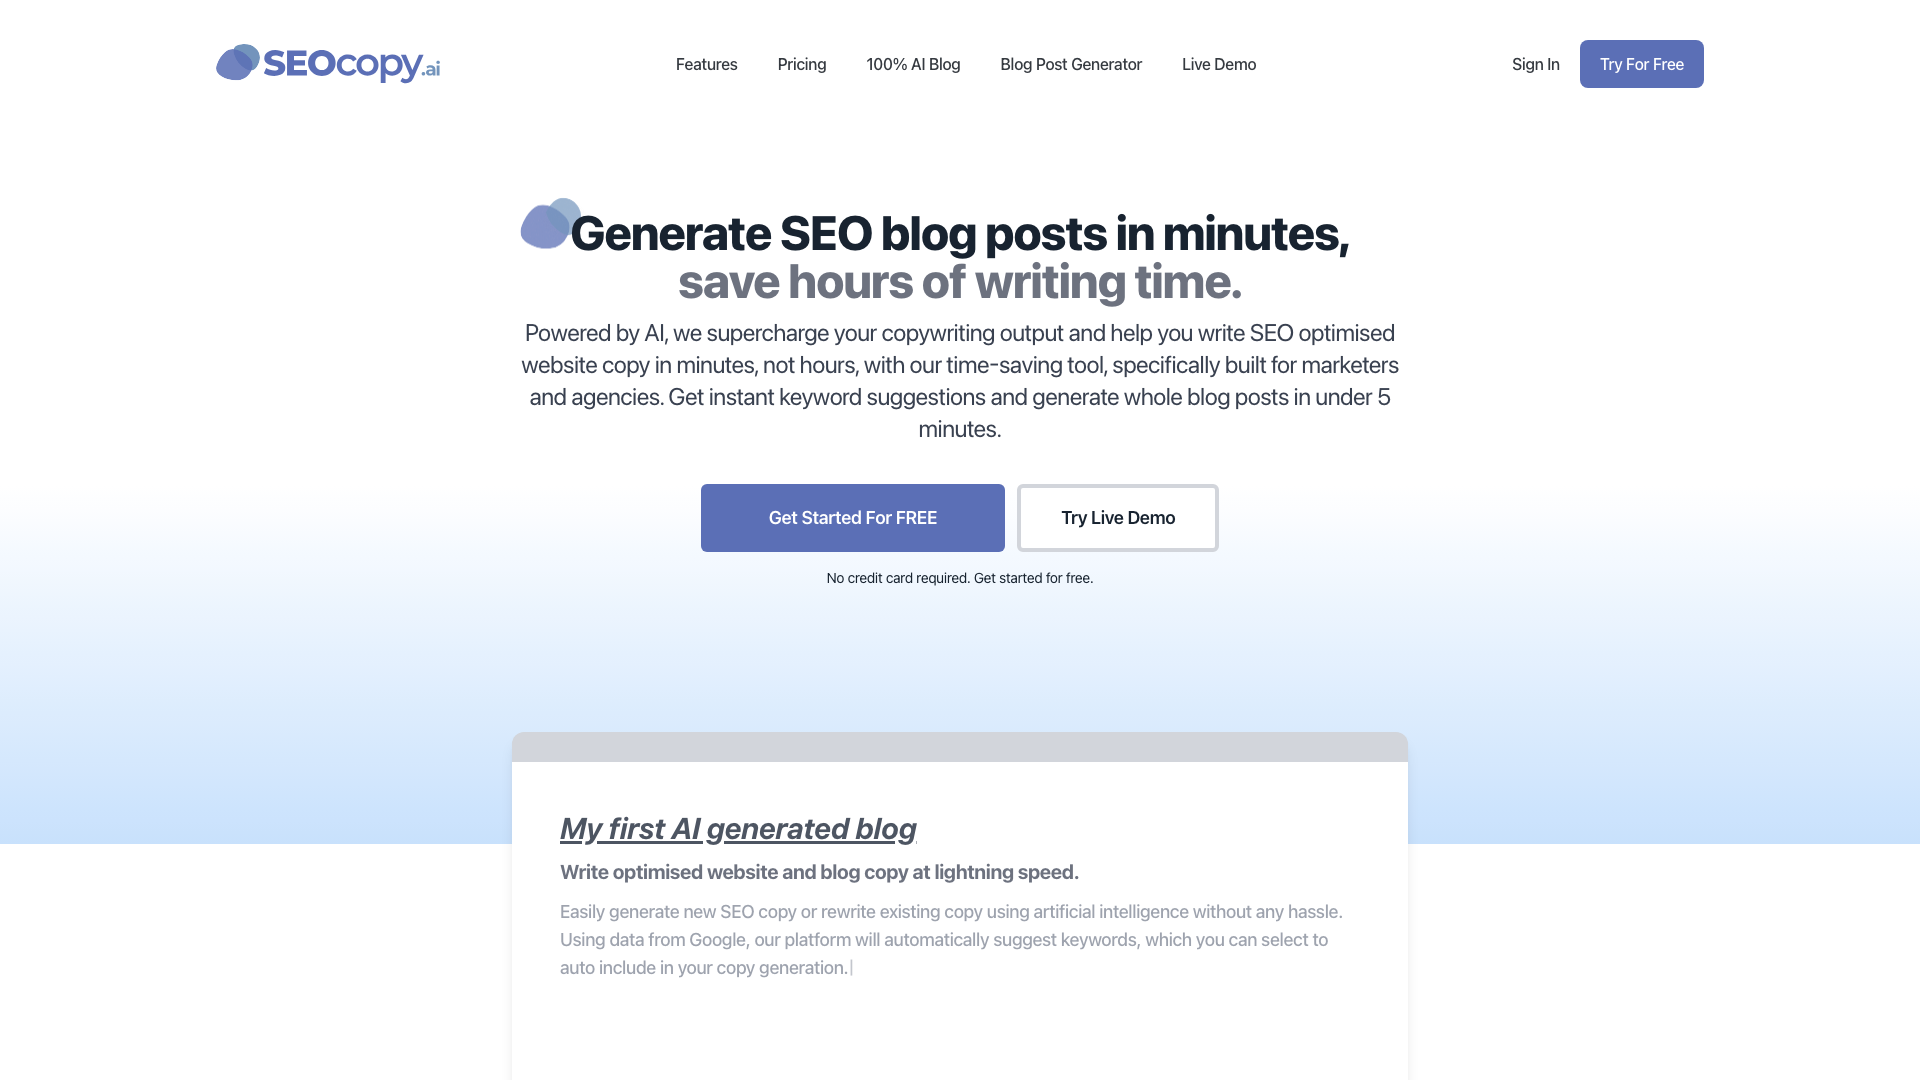 SEOcopy.ai
Features
Pricing
100% AI Blog
Blog Post Generator
Live Demo
Sign In
Try For Free
Generate SEO blog posts in minutes,
save hours of writing time.
Powered by AI, we supercharge your copywriting output and help you write SEO optimised
website copy in minutes, not hours, with our time-saving tool, specifically built for marketers
and agencies. Get instant keyword suggestions and generate whole blog posts in under 5
minutes.
Get Started For FREE
Try Live Demo
No credit card required. Get started for free.
My first AI generated blog
Write optimised website and blog copy at lightning speed.
Easily generate new SEO copy or rewrite existing copy using artificial intelligence without any hassle.
Using data from Google, our platform will automatically suggest keywords, which you can select to
auto include in your copy generation.|